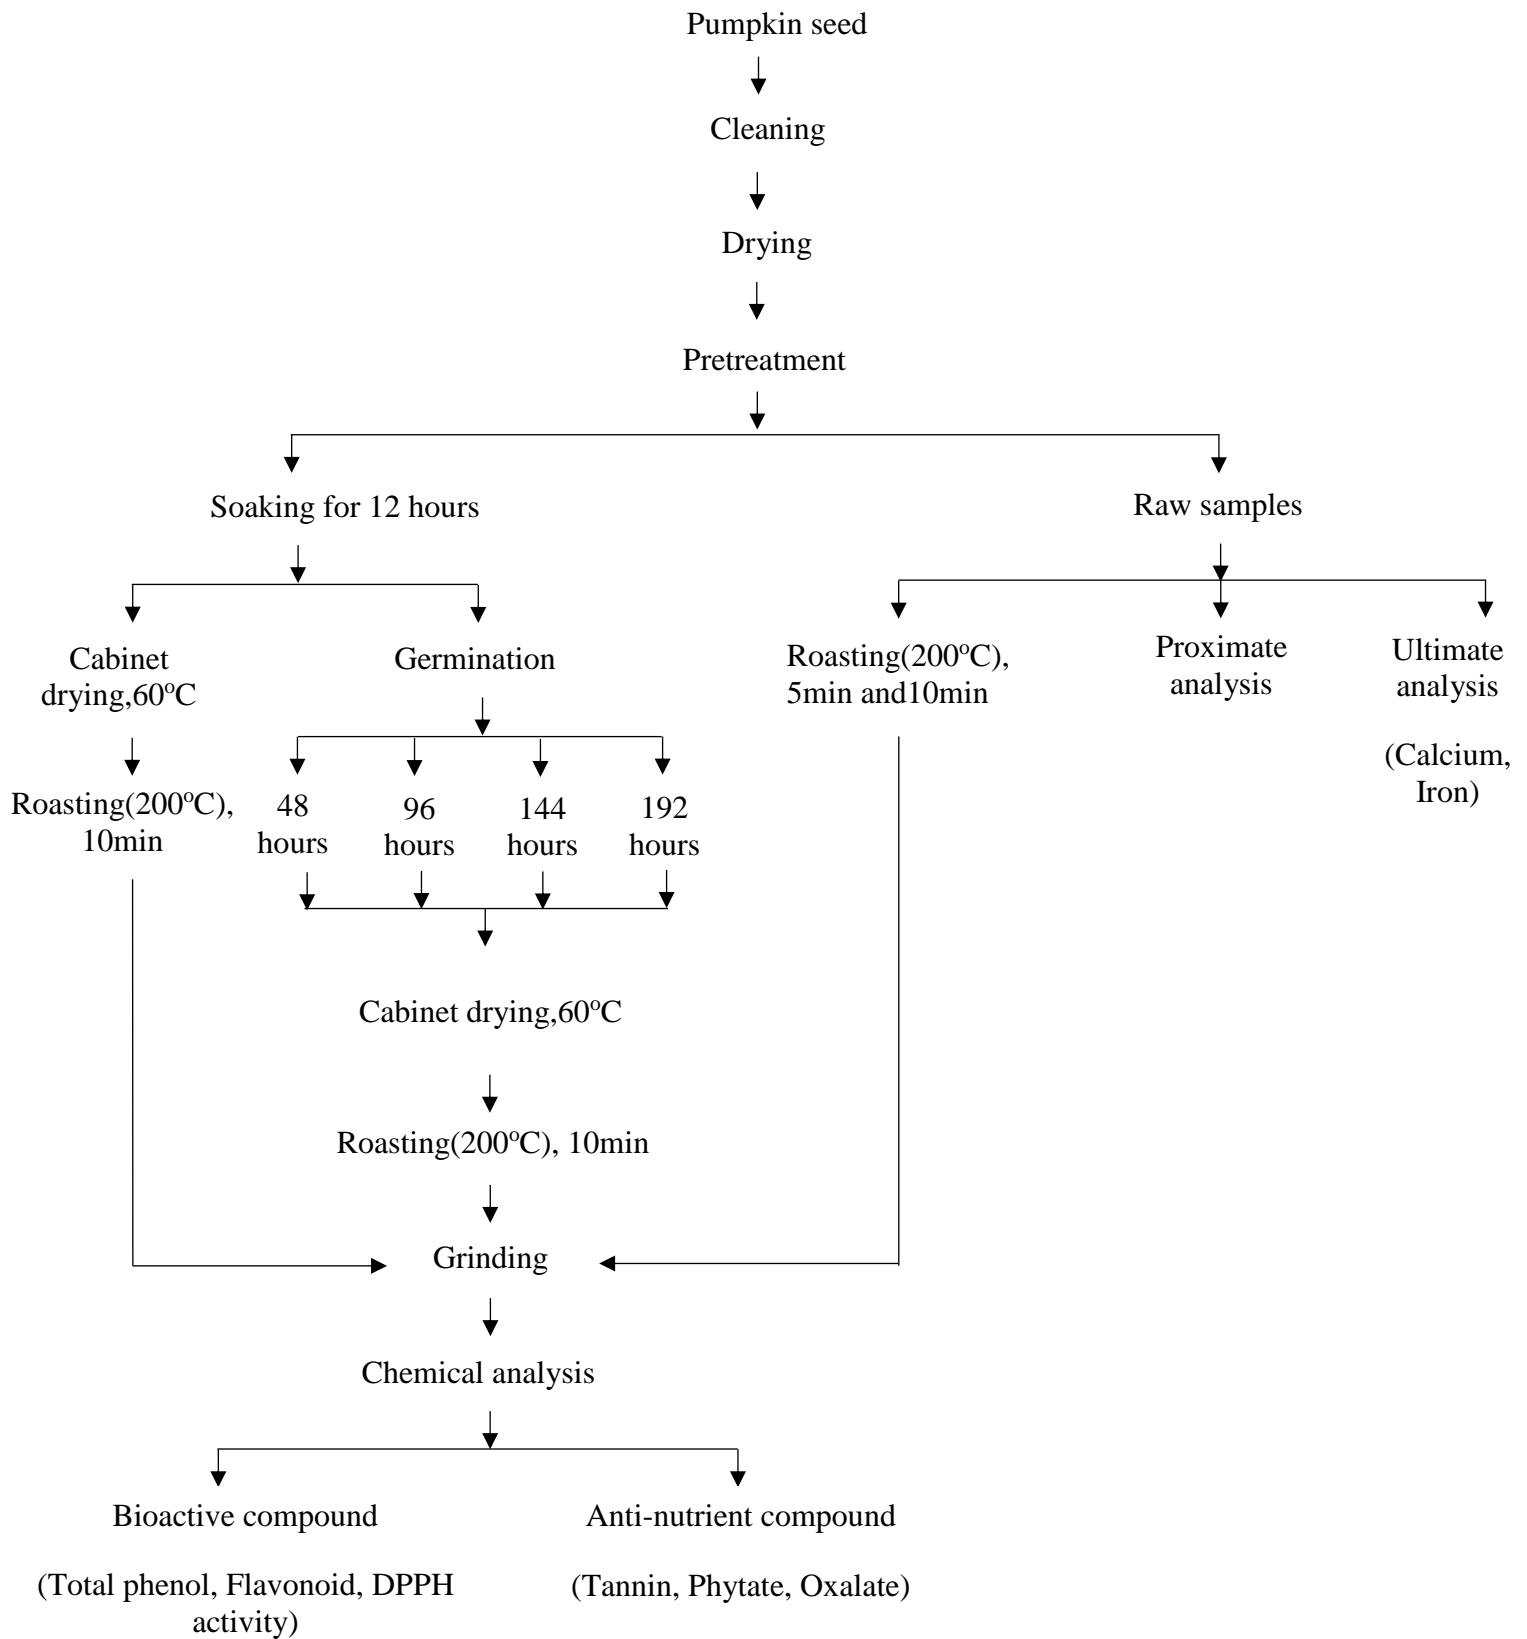 Pumpkin seed
Cleaning
Drying
Pretreatment
Soaking for 12 hours
Raw samples
Cabinet
drying,60ºC
Germination
Roasting(200ºC),
5min and10min
Proximate
analysis
Ultimate
analysis
(Calcium,
Iron)
Roasting(200ºC),
10min
48
hours
96
hours
144
hours
192
hours
Cabinet drying,60ºC
Roasting(200ºC), 10min
Grinding
Chemical analysis
Bioactive compound
(Total phenol, Flavonoid, DPPH
activity)
Anti-nutrient compound
(Tannin, Phytate, Oxalate)